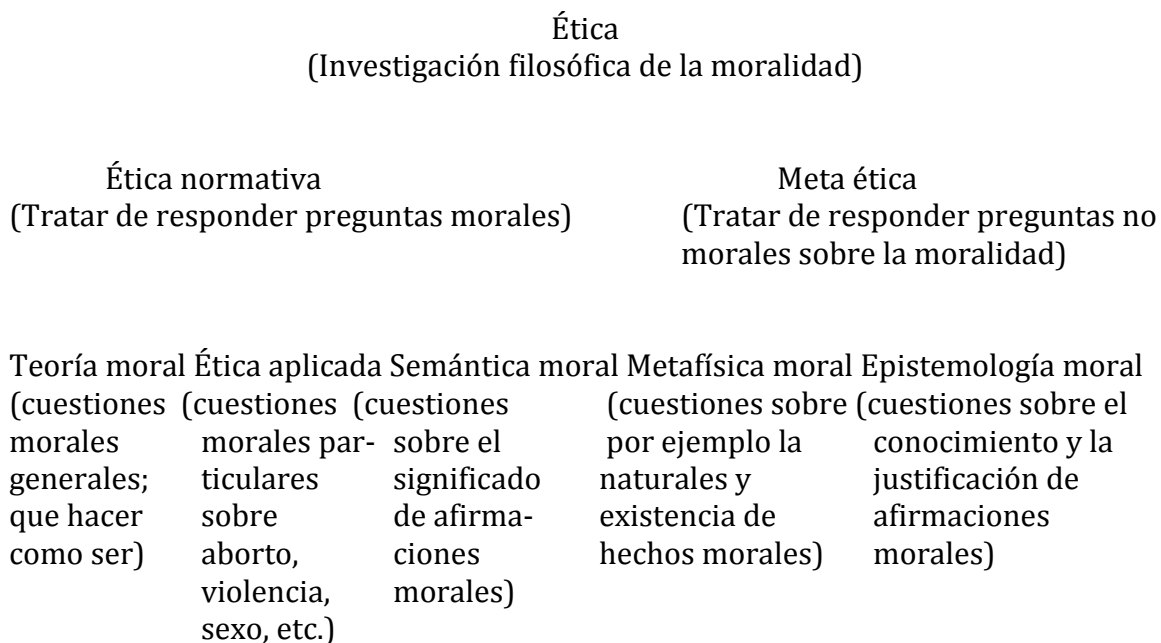 Ética
(Investigación filosófica de la moralidad)
Ética normativa Meta ética
(Tratar de responder preguntas morales) (Tratar de responder preguntas no
morales sobre la moralidad)
Teoría moral Ética aplicada Semántica moral Metafísica moral Epistemología moral
(cuestiones (cuestiones (cuestiones (cuestiones sobre (cuestiones sobre el
morales morales par- sobre el por ejemplo la conocimiento y la
generales; ticulares significado naturales y justificación de
que hacer sobre de afirma- existencia de afirmaciones
como ser) aborto, ciones hechos morales) morales)
violencia, morales)
sexo, etc.)